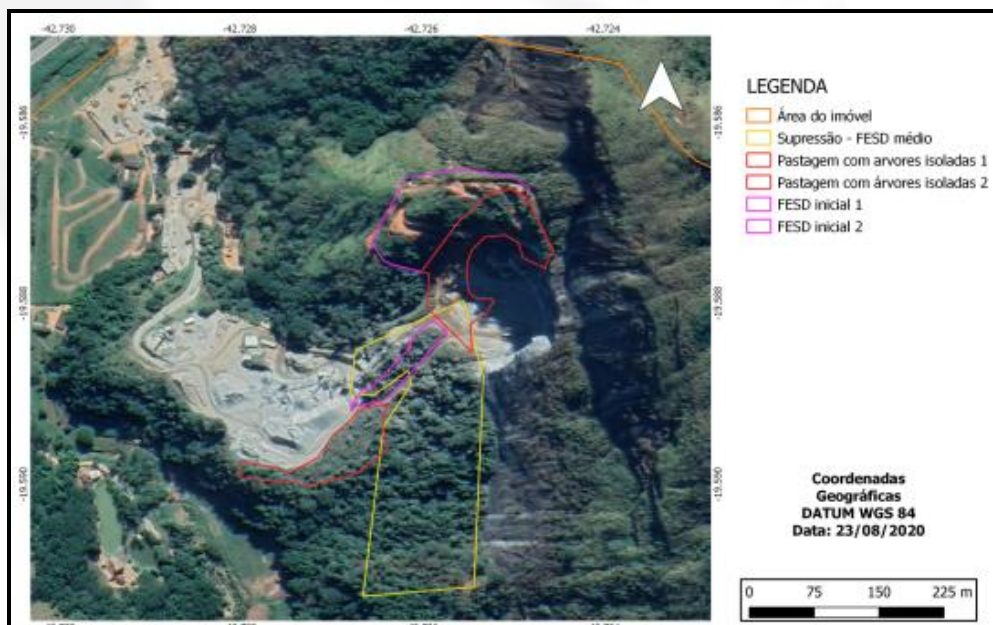 -42.730 -42.728 -42.726 -42.724
-19.586
-19.588
-19.590
-19.586
-19.588
-19.590
LEGENDA
Área do imóvel
Supressão - FESD médio
Pastagem com arvores isoladas 1
Pastagem com árvores isoladas 2
FESD inicial 1
FESD inicial 2
Coordenadas
Geográficas
DATUM WGS 84
Data: 23/08/2020
0 75 150 225 m